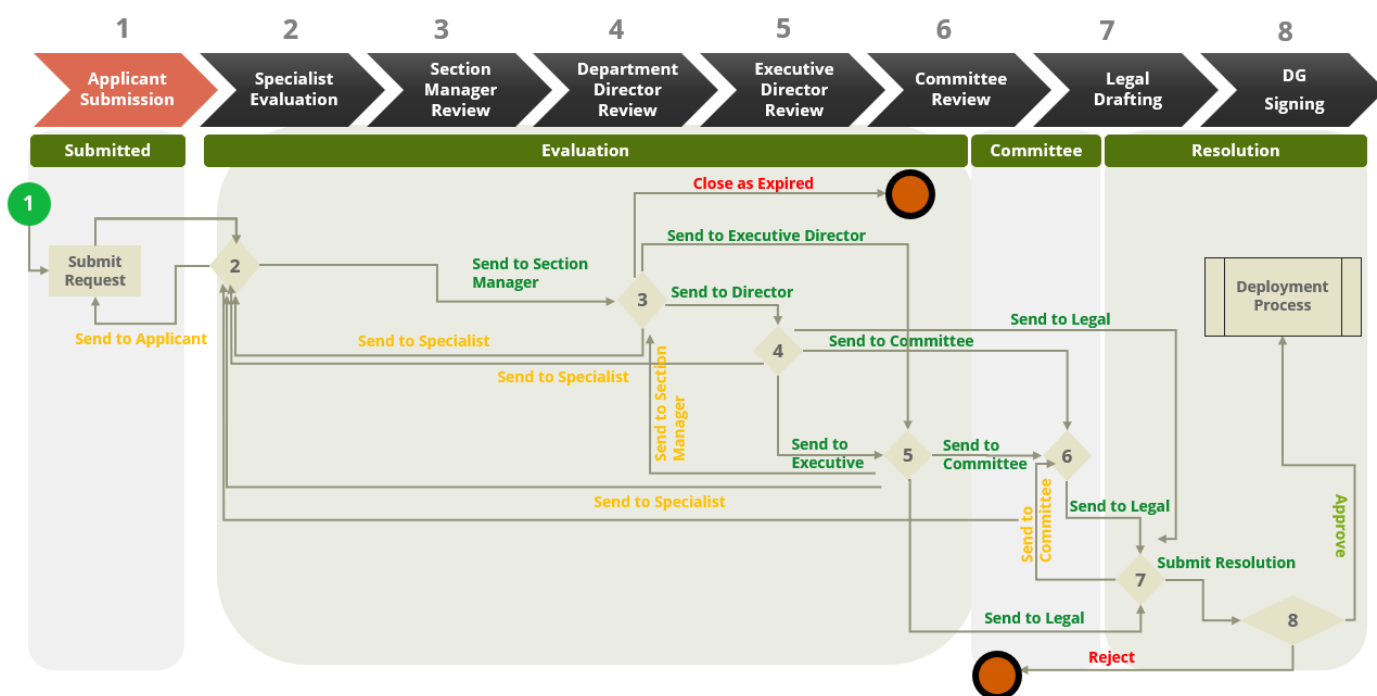 1
2
3
4
5
6
7
8
Applicant
Submission
Specialist
Evaluation
Section
Manager
Review
Department
Director
Review
Executive
Director
Review
Committee
Review
Legal
Drafting
DG
Signing
Submitted
Evaluation
Committee
Resolution
1
Submit
Request
2
Send to Applicant
Close as Expired
Send to Executive Director
Send to Section
Manager
3
Send to Director
Send to Specialist
Send to Specialist
Send to Section
Manager
4
Send to Legal
Send to Committee
Deployment
Process
Send to
Executive
5
Send to
Committee
6
Send to Specialist
Send to
Committee
Send to Legal
Approve
Submit Resolution
7
Send to Legal
8
Reject